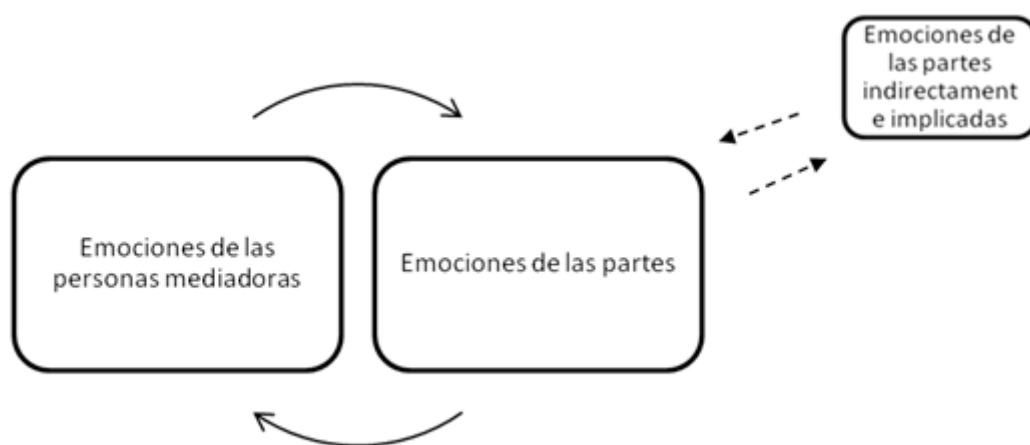 Emociones de
las partes
indirectament
e implicadas
Emociones de las
personas mediadoras
Emociones de las partes